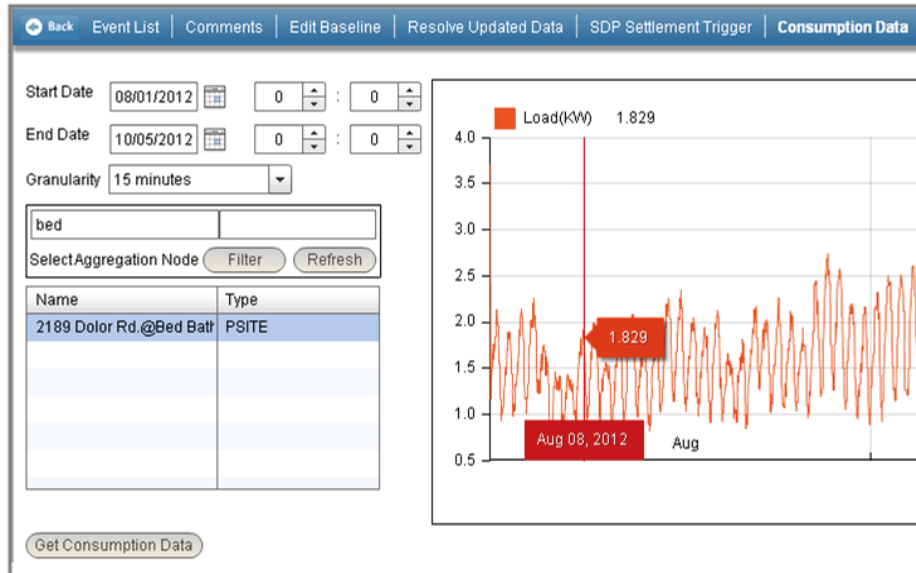 Back Event List Comments Edit Baseline Resolve Updated Data SDP Settlement Trigger Consumption Data
Start Date 08/01/2012 0 : 0
End Date 10/05/2012 0 : 0
Granularity 15 minutes
bed
Select Aggregation Node Filter Refresh
Name Type
2189 Dolor Rd.@Bed Bath PSITE
Get Consumption Data
Load(KW) 1.829
4.0
3.5
3.0
2.5
2.0
1.5
1.0
0.5
1.829
Aug 08, 2012
Aug